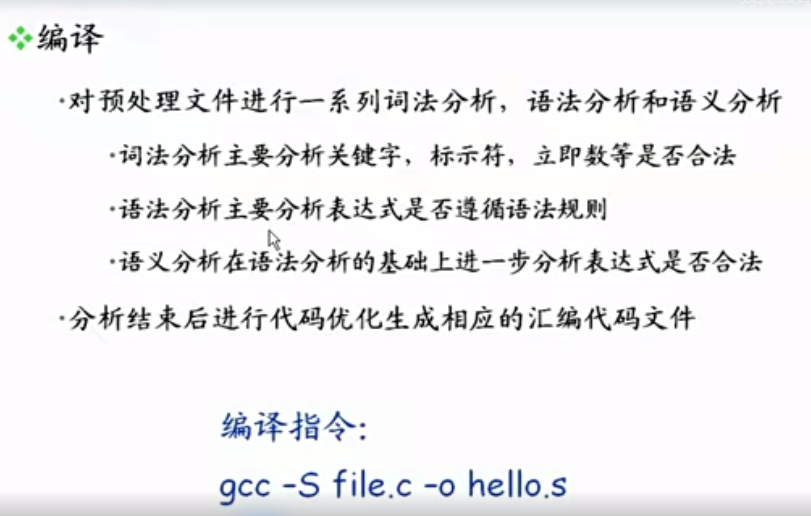 编译
·对预处理文件进行一系列词法分析，语法分析和语义分析
·词法分析主要分析关键字，标示符，立即数等是否合法
·语法分析主要分析表达式是否遵循语法规则
·语义分析在语法分析的基础上进一步分析表达式是否合法
·分析结束后进行代码优化生成相应的汇编代码文件
编译指令：
gcc -S file.c -o hello.s